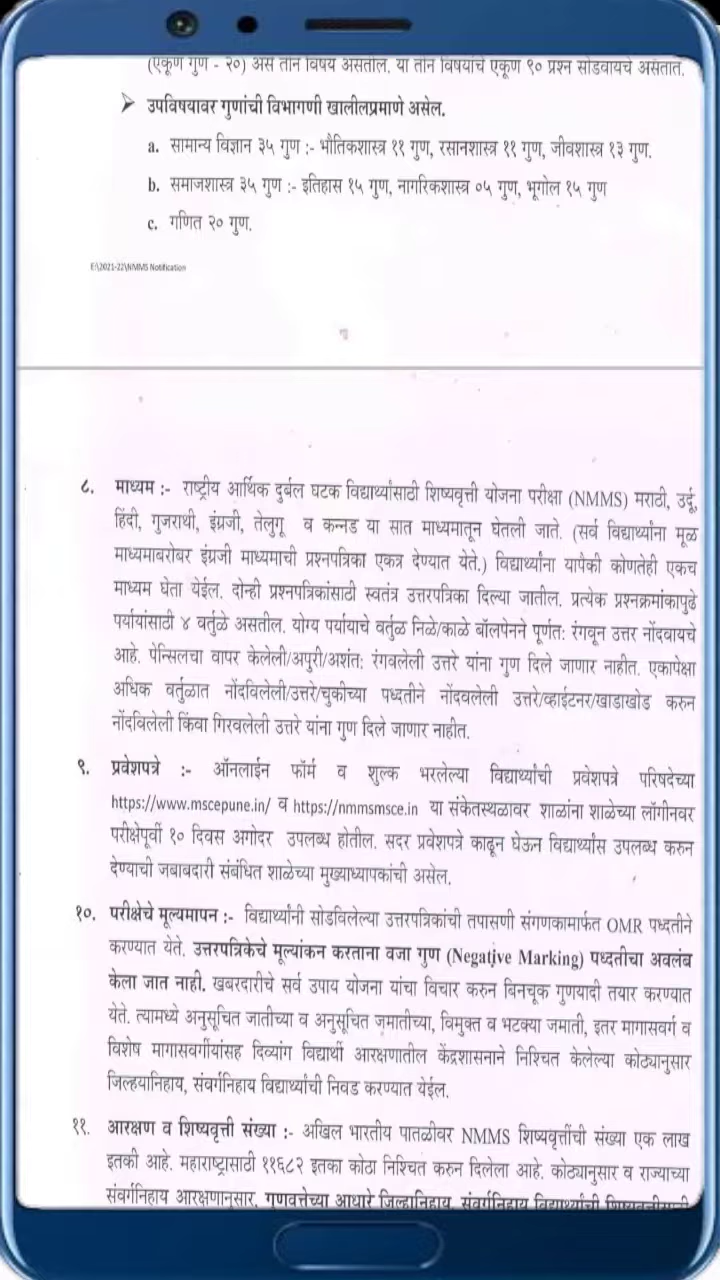 (एकूण गुण - २०) असे तीन विषय असतील. या तीन विषयांचे एकूण ९० प्रश्न सोडवायचे असतात.
➤ उपविषयावर गुणांची विभागणी खालीलप्रमाणे असेल.
a. सामान्य विज्ञान ३५ गुण :- भौतिकशास्त्र ११ गुण, रसानशास्त्र ११ गुण, जीवशास्त्र १३ गुण.
b. समाजशास्त्र ३५ गुण :- इतिहास १५ गुण, नागरिकशास्त्र ०५ गुण, भूगोल १५ गुण
c. गणित २० गुण.
E:\2021-22\NMMS Notification
८. माध्यम :- राष्ट्रीय आर्थिक दुर्बल घटक विद्यार्थ्यांसाठी शिष्यवृत्ती योजना परीक्षा (NMMS) मराठी, उर्दू,
हिंदी, गुजराथी, इंग्रजी, तेलुगू व कन्नड या सात माध्यमातून घेतली जाते. (सर्व विद्यार्थ्यांना मूळ
माध्यमाबरोबर इंग्रजी माध्यमाची प्रश्नपत्रिका एकत्र देण्यात येते.) विद्यार्थ्यांना यापैकी कोणतेही एकच
माध्यम घेता येईल. दोन्ही प्रश्नपत्रिकांसाठी स्वतंत्र उत्तरपत्रिका दिल्या जातील. प्रत्येक प्रश्नक्रमांकापुढे
पर्यायांसाठी ४ वर्तुळे असतील. योग्य पर्यायाचे वर्तुळ निळे/काळे बॉलपेनने पूर्णत: रंगवून उत्तर नोंदवायचे
आहे. पेन्सिलचा वापर केलेली/अपुरी/अशंत: रंगवलेली उत्तरे यांना गुण दिले जाणार नाहीत. एकापेक्षा
अधिक वर्तुळात नोंदविलेली/उत्तरे/चुकीच्या पध्दतीने नोंदवलेली उत्तरे/व्हाईटनर/खाडाखोड करुन
नोंदविलेली किंवा गिरवलेली उत्तरे यांना गुण दिले जाणार नाहीत.
९. प्रवेशपत्रे :- ऑनलाईन फॉर्म व शुल्क भरलेल्या विद्यार्थ्यांची प्रवेशपत्रे परिषदेच्या
https://www.mscepune.in/ व https://nmmsmsce.in या संकेतस्थळावर शाळांना शाळेच्या लॉगीनवर
परीक्षेपूर्वी १० दिवस अगोदर उपलब्ध होतील. सदर प्रवेशपत्रे काढून घेऊन विद्यार्थ्यांस उपलब्ध करुन
देण्याची जबाबदारी संबंधित शाळेच्या मुख्याध्यापकांची असेल.
१०. परीक्षेचे मूल्यमापन :- विद्यार्थ्यांनी सोडविलेल्या उत्तरपत्रिकांची तपासणी संगणकामार्फत OMR पध्दतीने
करण्यात येते. उत्तरपत्रिकेचे मूल्यांकन करताना वजा गुण (Negative Marking) पध्दतीचा अवलंब
केला जात नाही. खबरदारीचे सर्व उपाय योजना यांचा विचार करुन बिनचूक गुणयादी तयार करण्यात
येते. त्यामध्ये अनुसूचित जातीच्या व अनुसूचित जमातीच्या, विमुक्त व भटक्या जमाती, इतर मागासवर्ग व
विशेष मागासवर्गीयांसह दिव्यांग विद्यार्थी आरक्षणातील केंद्रशासनाने निश्चित केलेल्या कोठ्यानुसार
जिल्हयानिहाय, संवर्गनिहाय विद्यार्थ्यांची निवड करण्यात येईल.
११. आरक्षण व शिष्यवृत्ती संख्या :- अखिल भारतीय पातळीवर NMMS शिष्यवृत्तींची संख्या एक लाख
इतकी आहे. महाराष्ट्रासाठी ११६८२ इतका कोठा निश्चित करुन दिलेला आहे. कोठ्यानुसार व राज्याच्या
संवर्गनिहाय आरक्षणानुसार, गुणवत्तेच्या आधारे जिल्हानिहाय, संवर्गनिहाय विद्यार्थ्यांची